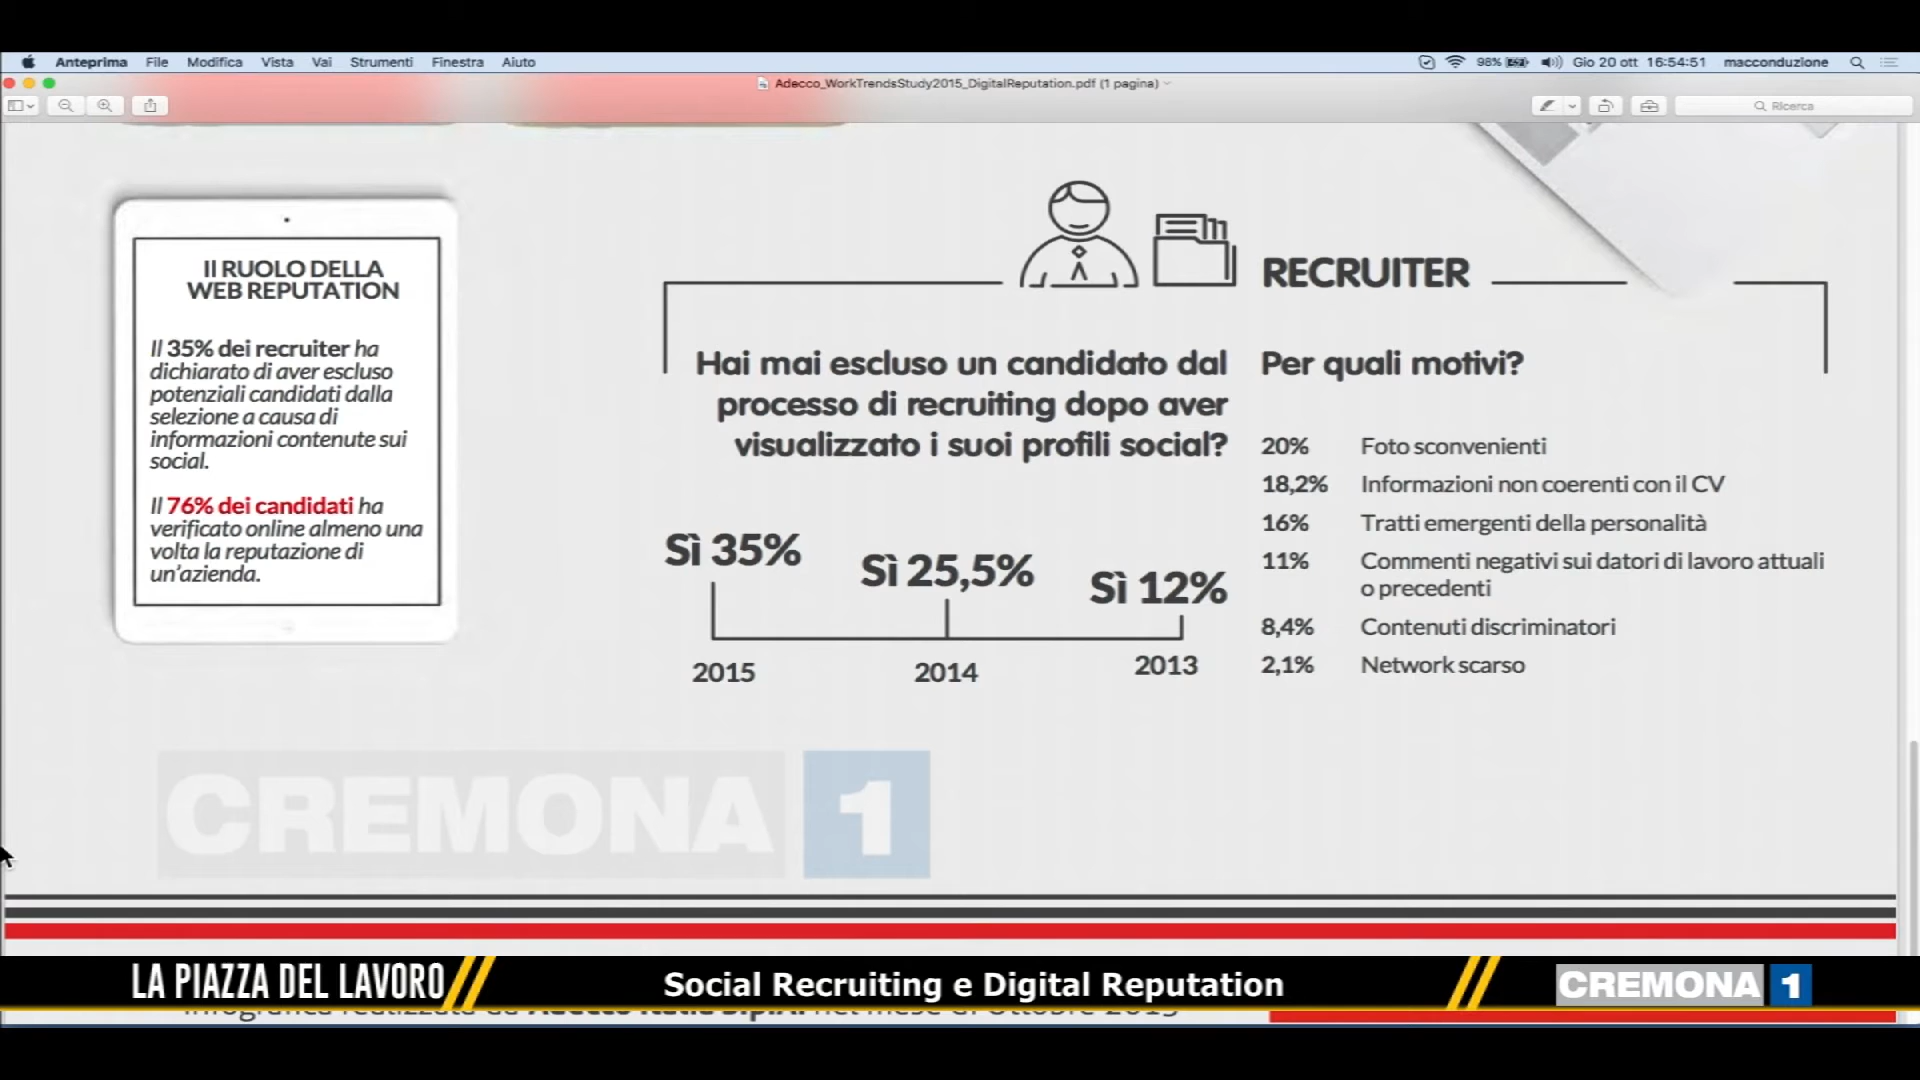 Anteprima File Modifica Vista Vai Strumenti Finestra Aiuto
98% Gio 20 ott 16:54:51 macconduzione
Adecco_WorkTrendsStudy2015_DigitalReputation.pdf (1 pagina)
Ricerca
Il RUOLO DELLA
WEB REPUTATION
Il 35% dei recruiter ha
dichiarato di aver escluso
potenziali candidati dalla
selezione a causa di
informazioni contenute sui
social.
Il 76% dei candidati ha
verificato online almeno una
volta la reputazione di
un'azienda.
RECRUITER
Hai mai escluso un candidato dal
processo di recruiting dopo aver
visualizzato i suoi profili social?
Sì 35%
Sì 25,5%
Sì 12%
2015
2014
2013
Per quali motivi?
20% Foto sconvenienti
18,2% Informazioni non coerenti con il CV
16% Tratti emergenti della personalità
11% Commenti negativi sui datori di lavoro attuali
o precedenti
8,4% Contenuti discriminatori
2,1% Network scarso
CREMONA 1
LA PIAZZA DEL LAVORO
Social Recruiting e Digital Reputation
CREMONA 1